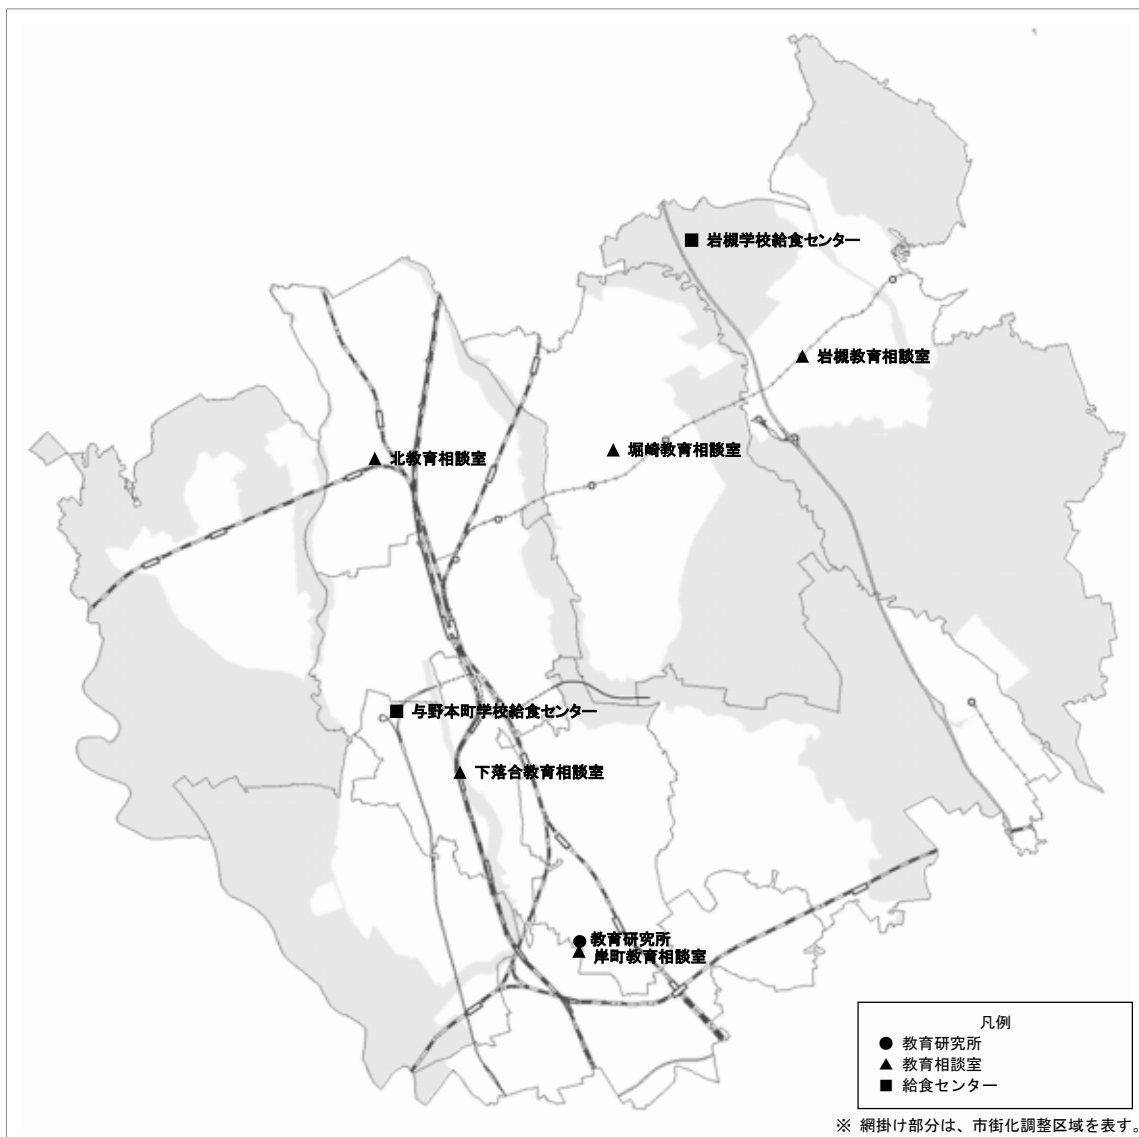 ■ 岩槻学校給食センター
▲ 岩槻教育相談室
▲ 堀崎教育相談室
▲ 北教育相談室
■ 与野本町学校給食センター
▲ 下落合教育相談室
● 教育研究所
▲ 岸町教育相談室
凡例
● 教育研究所
▲ 教育相談室
■ 給食センター
※ 網掛け部分は、市街化調整区域を表す。